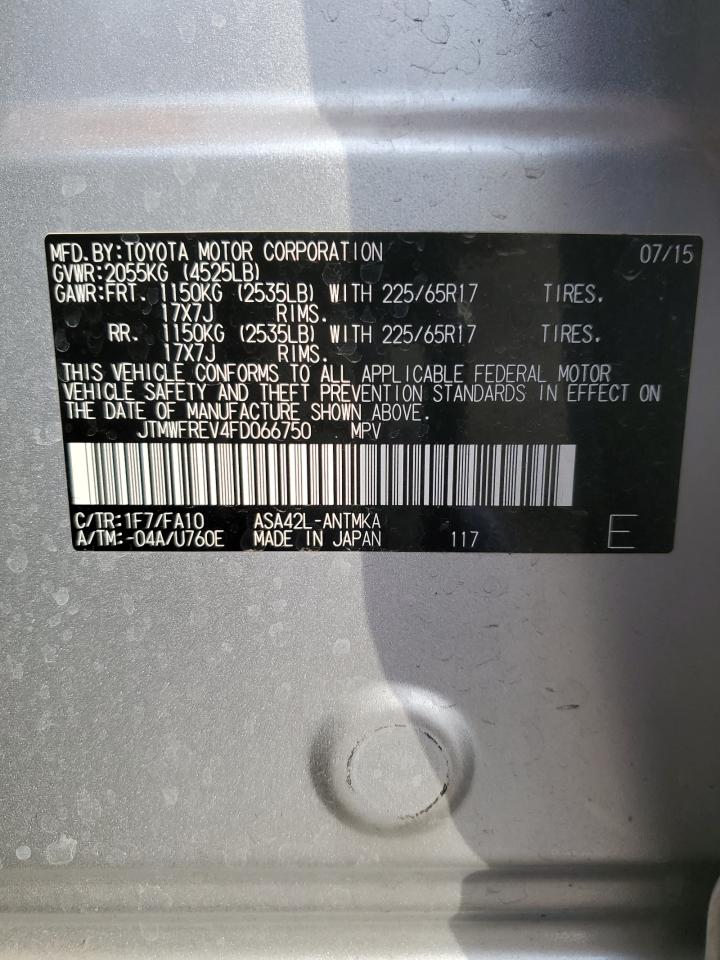 MFD.BY:TOYOTA MOTOR CORPORATION 07/15
GVWR:2055KG (4525LB)
GAWR:FRT. 1150KG (2535LB) WITH 225/65R17 TIRES.
17X7J RIMS.
RR. 1150KG (2535LB) WITH 225/65R17 TIRES.
17X7J RIMS.
THIS VEHICLE CONFORMS TO ALL APPLICABLE FEDERAL MOTOR
VEHICLE SAFETY AND THEFT PREVENTION STANDARDS IN EFFECT ON
THE DATE OF MANUFACTURE SHOWN ABOVE.
JTMWFREV4FD066750 MPV
C/TR:1F7/FA10 ASA42L-ANTMKA
A/TM:-04A/U760E MADE IN JAPAN 117 E